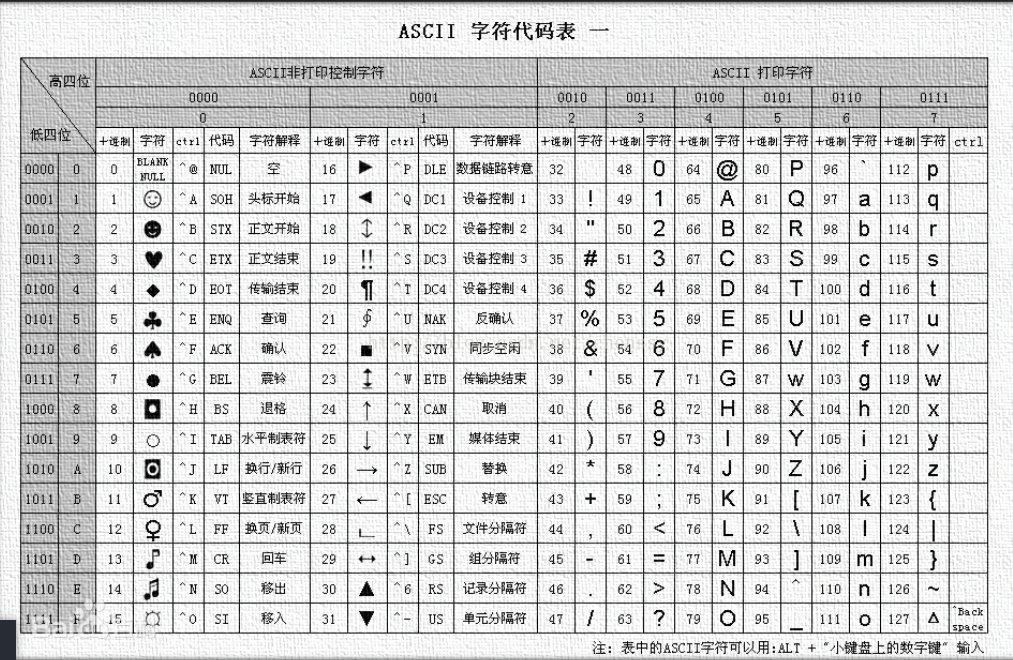 ASCII 字符代码表 一
高四位 ASCII非打印控制字符 ASCII 打印字符
0000 0001 0010 0011 0100 0101 0110 0111
低四位 0 1 2 3 4 5 6 7
十进制 字符 ctrl 代码 字符解释 十进制 字符 ctrl 代码 字符解释 十进制 字符 十进制 字符 十进制 字符 十进制 字符 十进制 字符 十进制 字符 ctrl
0000 0 0 BLANK NULL ^@ NUL 空 16 ► ^P DLE 数据链路转意 32 48 0 64 @ 80 P 96 ` 112 p
0001 1 1 ☺ ^A SOH 头标开始 17 ◄ ^Q DC1 设备控制 1 33 ! 49 1 65 A 81 Q 97 a 113 q
0010 2 2 ☻ ^B STX 正文开始 18 ↕ ^R DC2 设备控制 2 34 " 50 2 66 B 82 R 98 b 114 r
0011 3 3 ♥ ^C ETX 正文结束 19 !! ^S DC3 设备控制 3 35 # 51 3 67 C 83 S 99 c 115 s
0100 4 4 ♦ ^D EOT 传输结束 20 ¶ ^T DC4 设备控制 4 36 $ 52 4 68 D 84 T 100 d 116 t
0101 5 5 ♣ ^E ENQ 查询 21 ∮ ^U NAK 反确认 37 % 53 5 69 E 85 U 101 e 117 u
0110 6 6 ♠ ^F ACK 确认 22 ■ ^V SYN 同步空闲 38 & 54 6 70 F 86 V 102 f 118 v
0111 7 7 ● ^G BEL 震铃 23 ↨ ^W ETB 传输块结束 39 ' 55 7 71 G 87 w 103 g 119 w
1000 8 8 ◘ ^H BS 退格 24 ↑ ^X CAN 取消 40 ( 56 8 72 H 88 X 104 h 120 x
1001 9 9 ○ ^I TAB 水平制表符 25 ↓ ^Y EM 媒体结束 41 ) 57 9 73 I 89 Y 105 i 121 y
1010 A 10 ◙ ^J LF 换行/新行 26 → ^Z SUB 替换 42 * 58 : 74 J 90 Z 106 j 122 z
1011 B 11 ♂ ^K VT 竖直制表符 27 ← ^[ ESC 转意 43 + 59 ; 75 K 91 [ 107 k 123 {
1100 C 12 ♀ ^L FF 换页/新页 28 ∟ ^\ FS 文件分隔符 44 , 60 < 76 L 92 \ 108 l 124 |
1101 D 13 ♪ ^M CR 回车 29 ↔ ^] GS 组分隔符 45 - 61 = 77 M 93 ] 109 m 125 }
1110 E 14 ♫ ^N SO 移出 30 ▲ ^6 RS 记录分隔符 46 . 62 > 78 N 94 ^ 110 n 126 ~
1111 F 15 ☼ ^O SI 移入 31 ▼ ^- US 单元分隔符 47 / 63 ? 79 O 95 _ 111 o 127 Δ ^Back space
注: 表中的ASCII字符可以用:ALT + "小键盘上的数字键" 输入